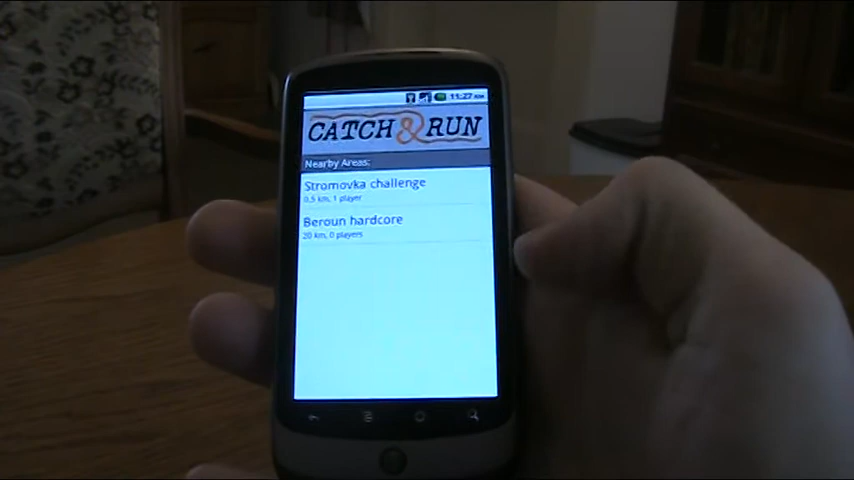 11:27 AM
CATCH & RUN
Nearby Areas:
Stromovka challenge
0,5 km, 1 player
Beroun hardcore
20 km, 0 players